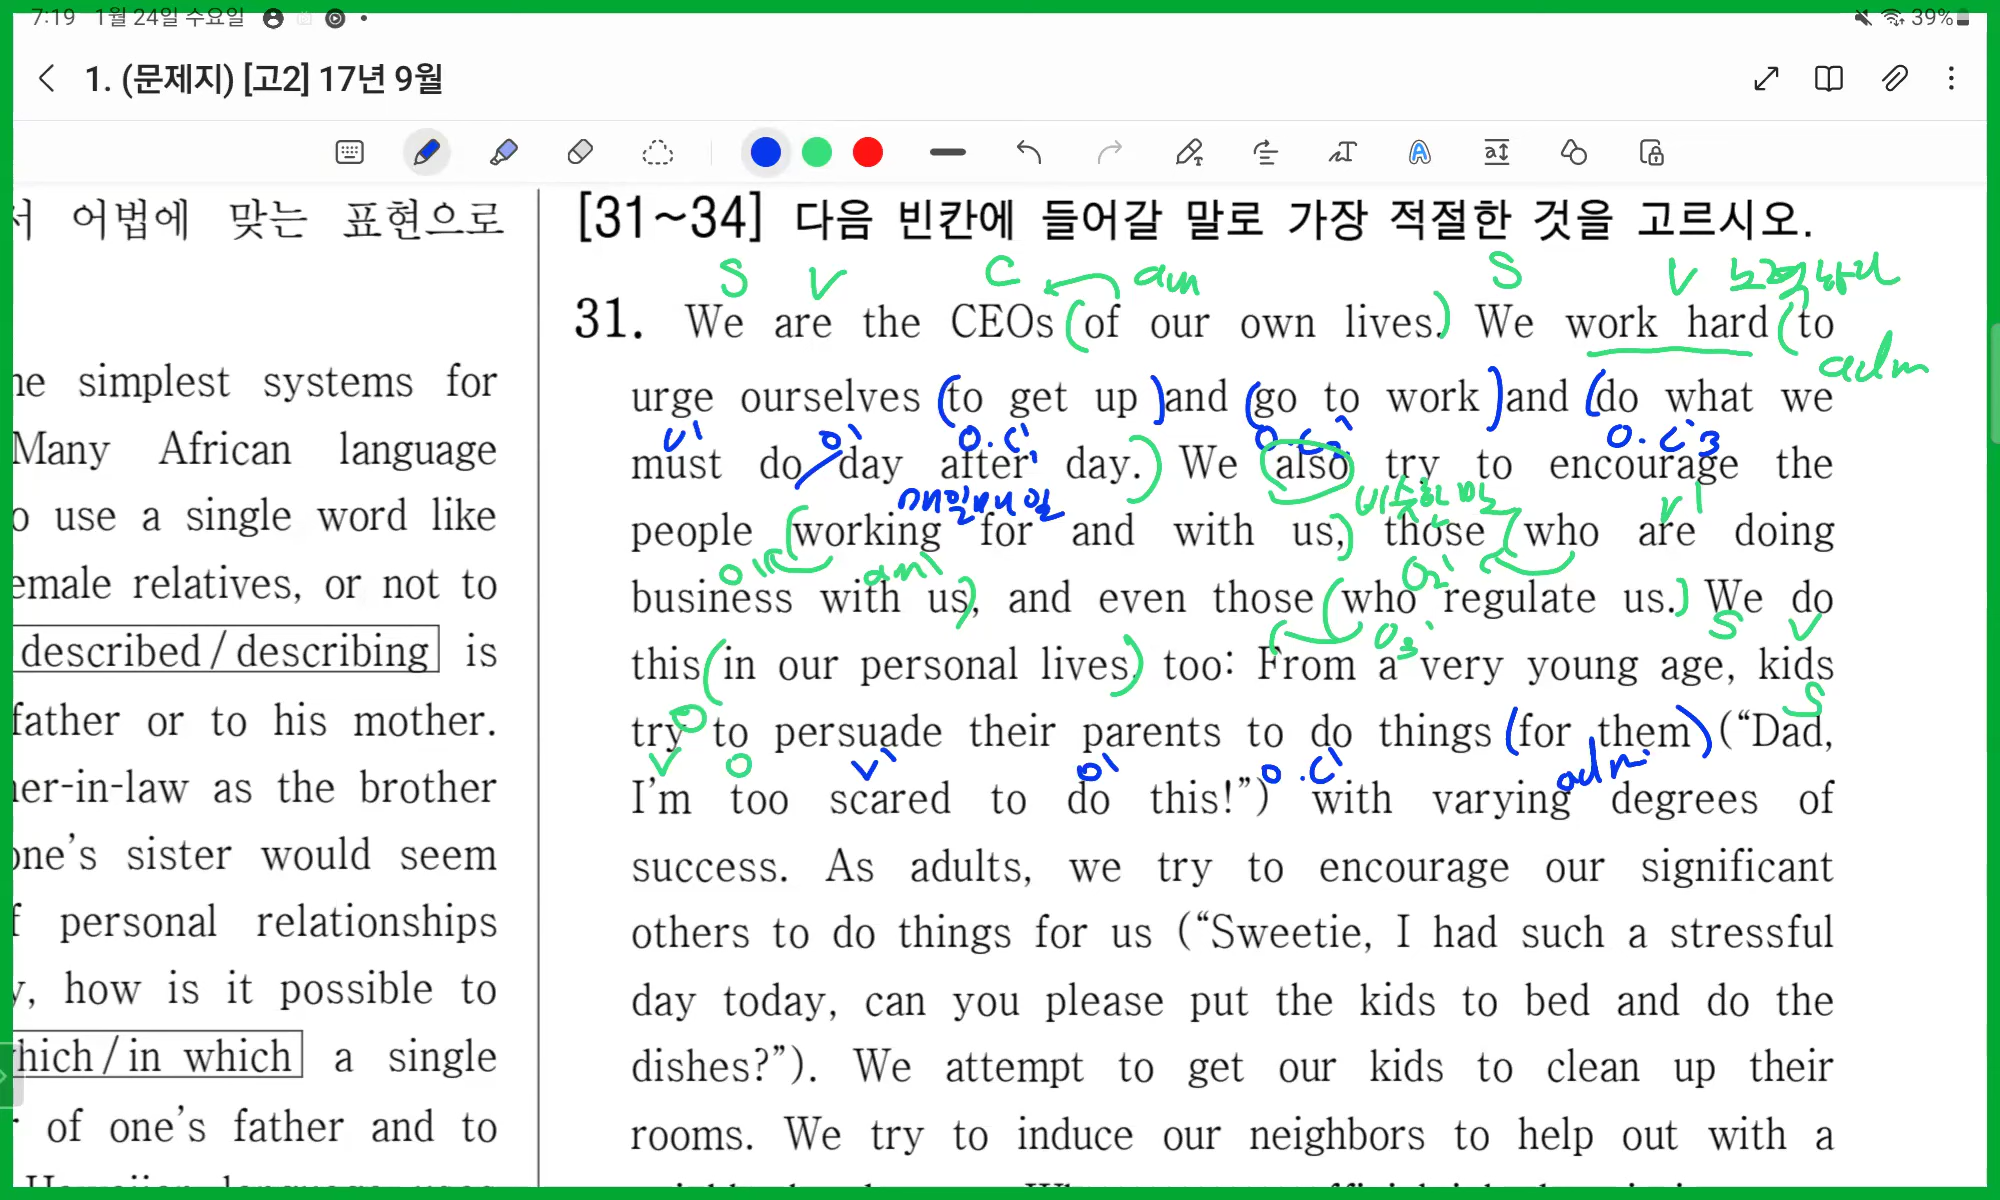 7:19 1월 24일 수요일
39%
1. (문제지) [고2] 17년 9월
서 어법에 맞는 표현으로
he simplest systems for
Many African language
o use a single word like
emale relatives, or not to
described / describing is
father or to his mother.
er-in-law as the brother
one's sister would seem
f personal relationships
y, how is it possible to
which / in which a single
r of one's father and to
[31~34] 다음 빈칸에 들어갈 말로 가장 적절한 것을 고르시오.
S V C am S V 노력하다
31. We are the CEOs (of our own lives.) We work hard (to
adm
urge ourselves (to get up) and (go to work) and (do what we
v' o' o.c'1 o.c'2 o.c'3
must do day after day.) We also try to encourage the
매일매일 비슷한 말 v'
people (working for and with us,) those (who are doing
o'1 am' o2'
business with us), and even those (who regulate us.) We do
o3' S V
this (in our personal lives) too: From a very young age, kids
O S
try to persuade their parents to do things (for them) (“Dad,
V O v' o' o.c' adm'
I'm too scared to do this!”) with varying degrees of
success. As adults, we try to encourage our significant
others to do things for us (“Sweetie, I had such a stressful
day today, can you please put the kids to bed and do the
dishes?”). We attempt to get our kids to clean up their
rooms. We try to induce our neighbors to help out with a